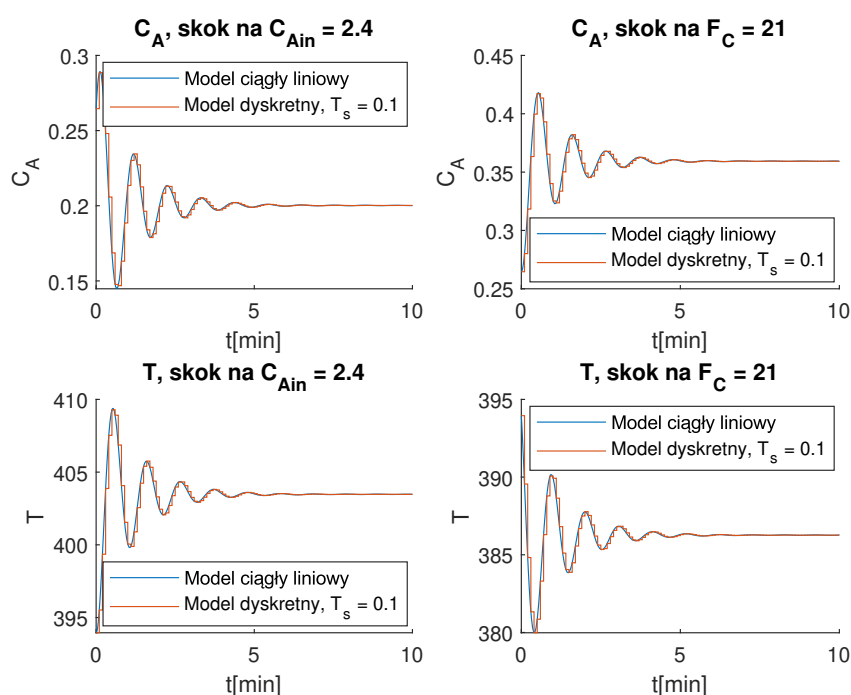 C_A, skok na C_Ain = 2.4
0.3
0.25
0.2
0.15
C_A
Model ciągły liniowy
Model dyskretny, T_s = 0.1
0
5
10
t[min]
C_A, skok na F_C = 21
0.45
0.4
0.35
0.3
0.25
C_A
Model ciągły liniowy
Model dyskretny, T_s = 0.1
0
5
10
t[min]
T, skok na C_Ain = 2.4
410
405
400
395
T
Model ciągły liniowy
Model dyskretny, T_s = 0.1
0
5
10
t[min]
T, skok na F_C = 21
395
390
385
380
T
Model ciągły liniowy
Model dyskretny, T_s = 0.1
0
5
10
t[min]